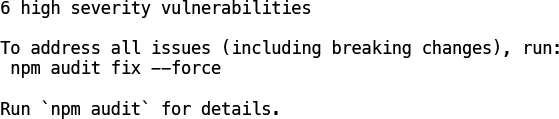 6 high severity vulnerabilities

To address all issues (including breaking changes), run:
 npm audit fix --force

Run `npm audit` for details.